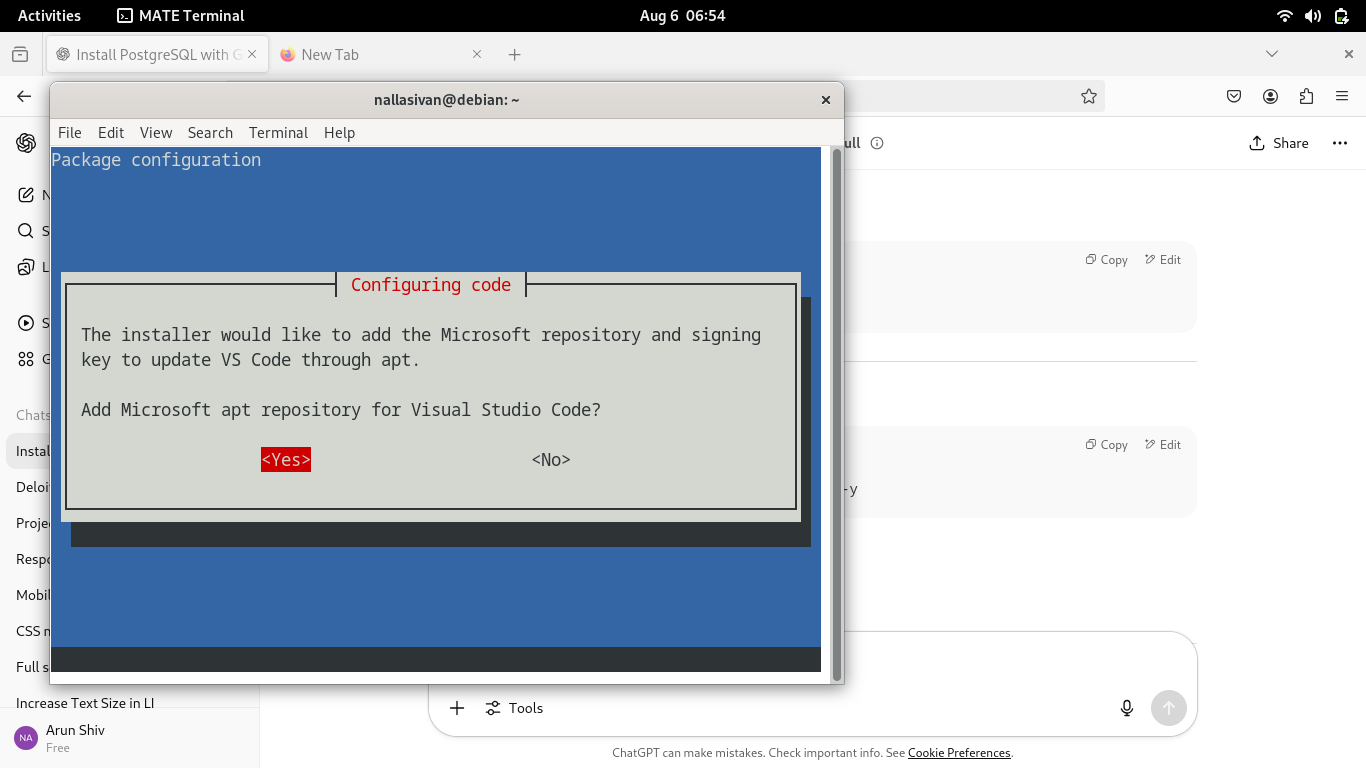 Activities
MATE Terminal
Aug 6 06:54
Install PostgreSQL with G
New Tab
nallasivan@debian: ~
File Edit View Search Terminal Help
Package configuration
Configuring code
The installer would like to add the Microsoft repository and signing
key to update VS Code through apt.
Add Microsoft apt repository for Visual Studio Code?
<Yes>
<No>
ull
Share
Copy
Edit
Copy
Edit
-y
N
S
L
S
G
Chats
Instal
Deloi
Projec
Respo
Mobil
CSS m
Full s
Increase Text Size in LI
NA
Arun Shiv
Free
Tools
ChatGPT can make mistakes. Check important info. See Cookie Preferences.